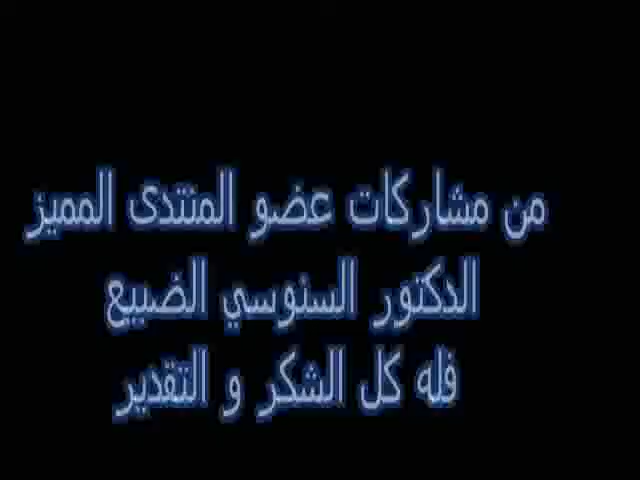 من مشاركات عضو المنتدى المميز
الدكتور السنوسي الضبيع
فله كل الشكر و التقدير